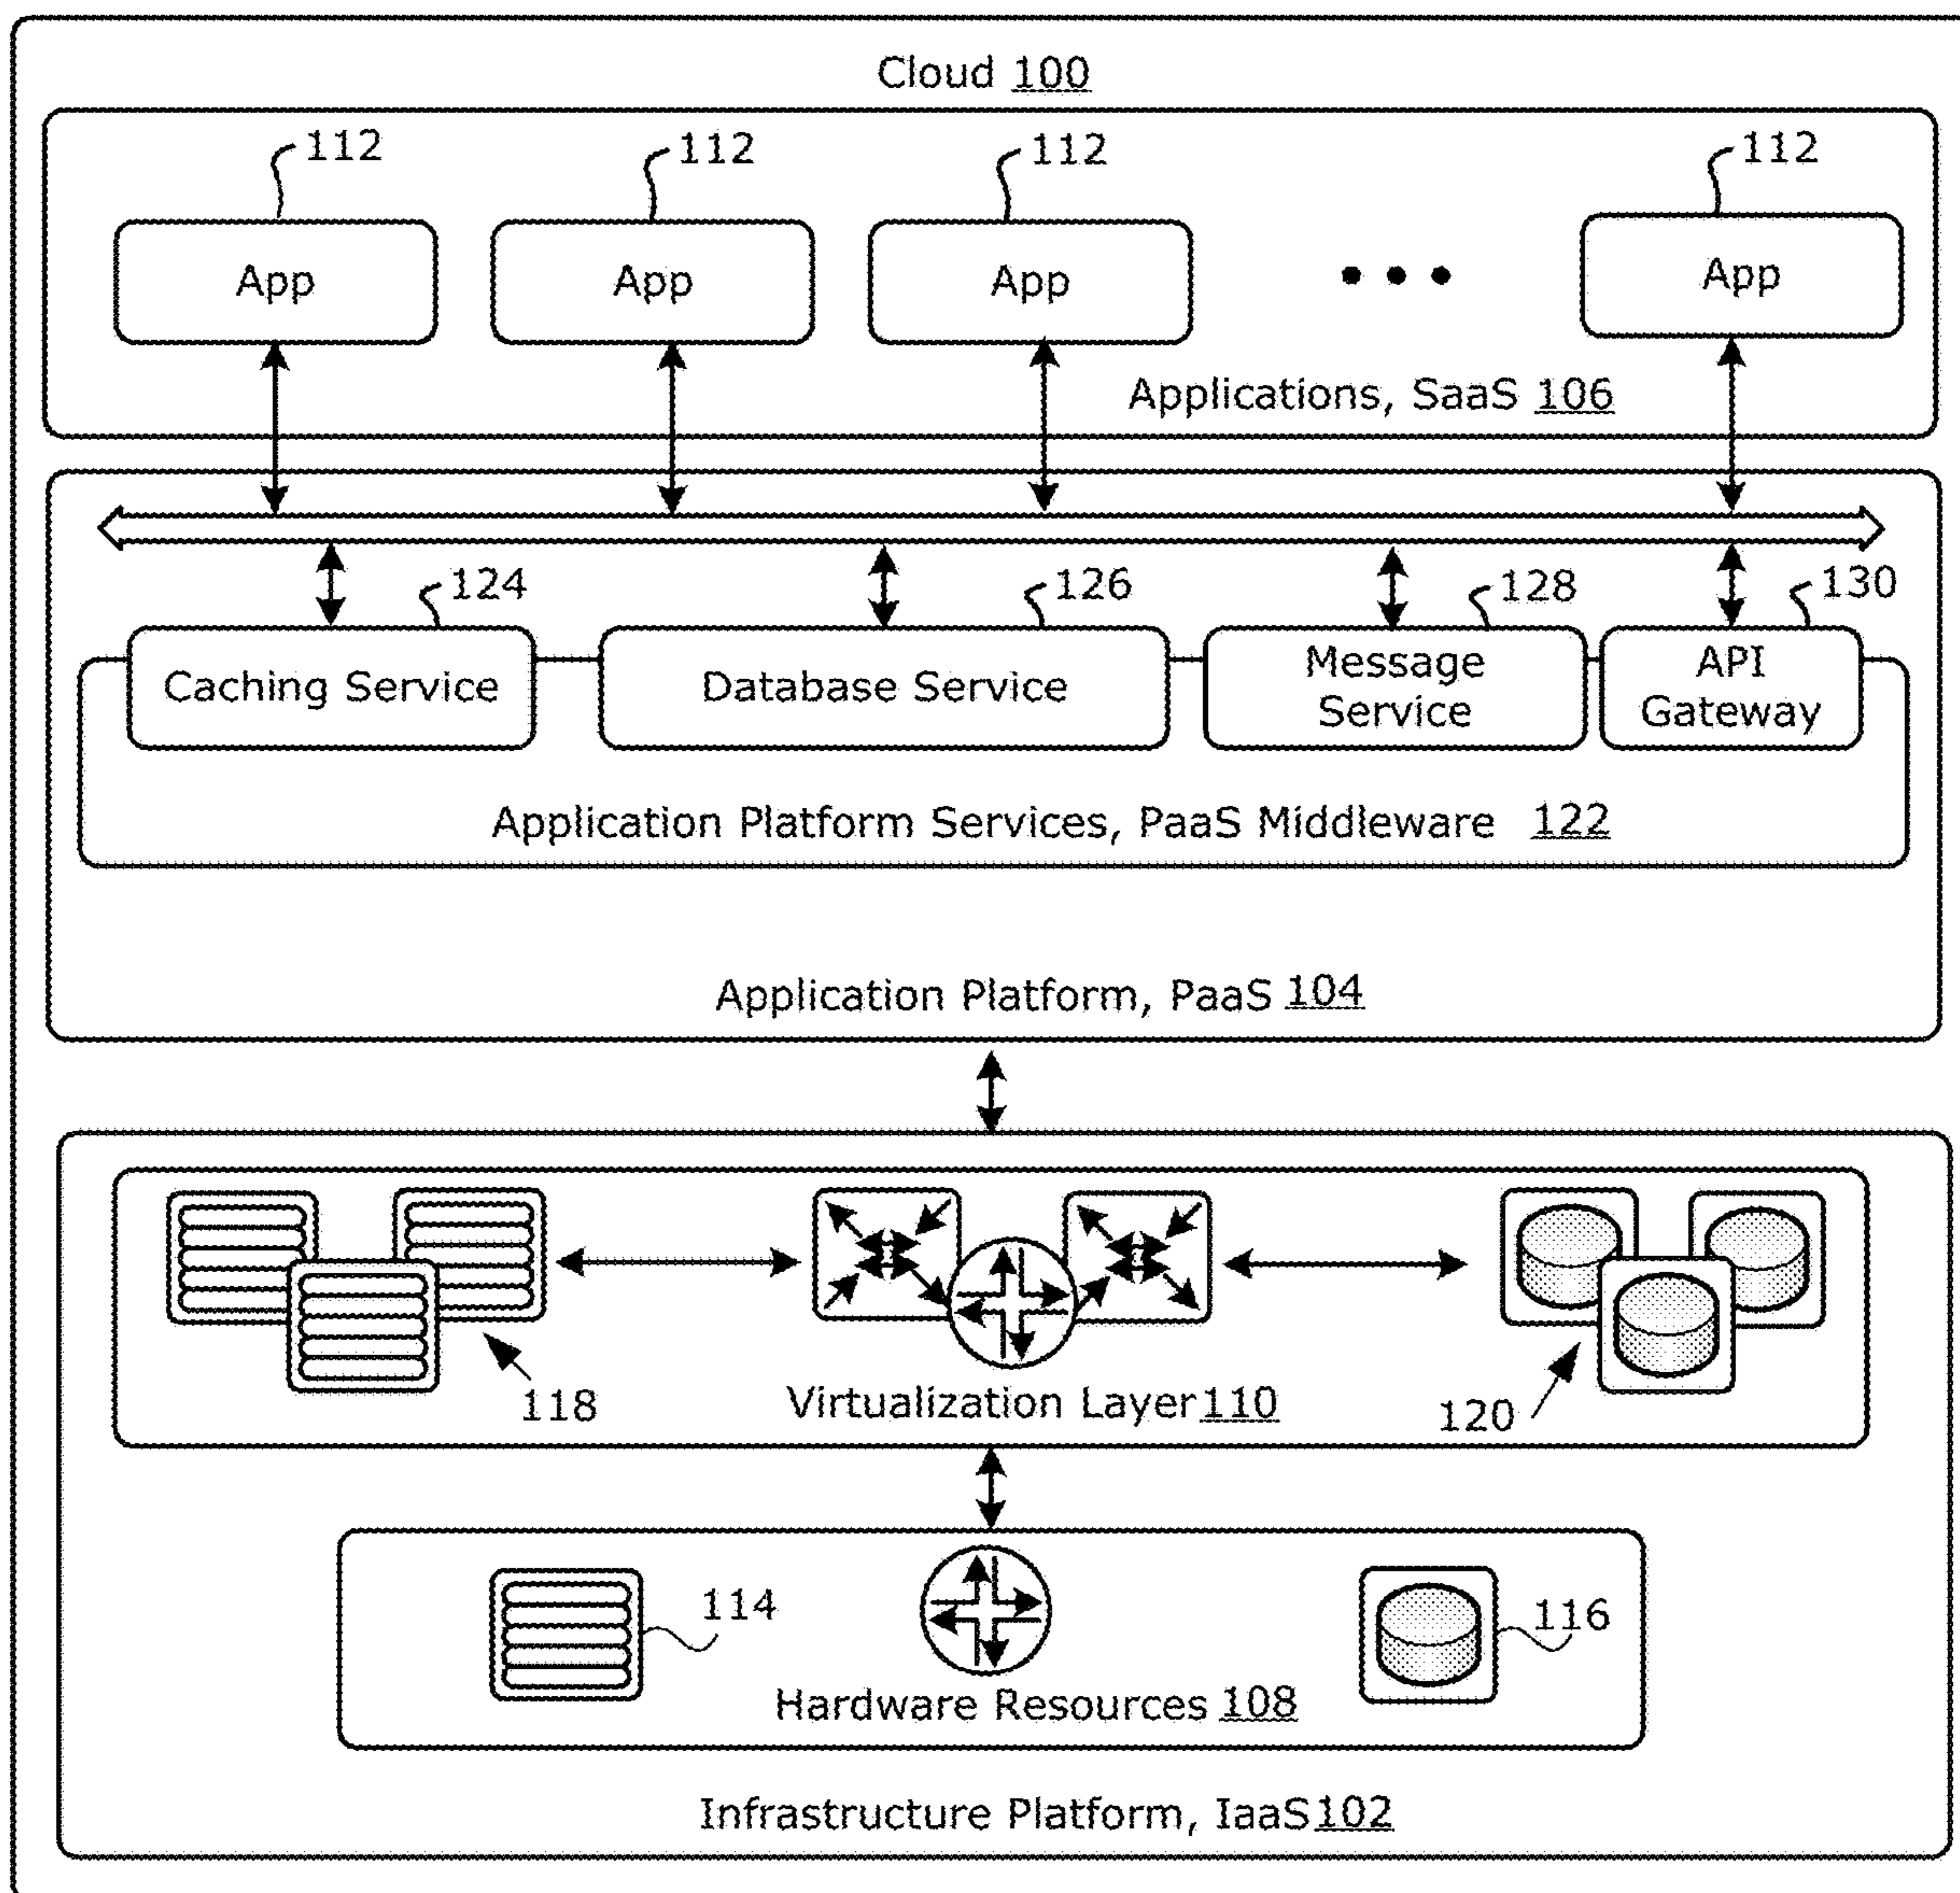 Cloud 100
112 112 112 112
App App App App
Applications, SaaS 106
124 126 128 130
Caching Service
Database Service
Message
Service
API
Gateway
Application Platform Services, PaaS Middleware 122
Application Platform, PaaS 104
118
Virtualization Layer 110
120
114
116
Hardware Resources 108
Infrastructure Platform, IaaS 102